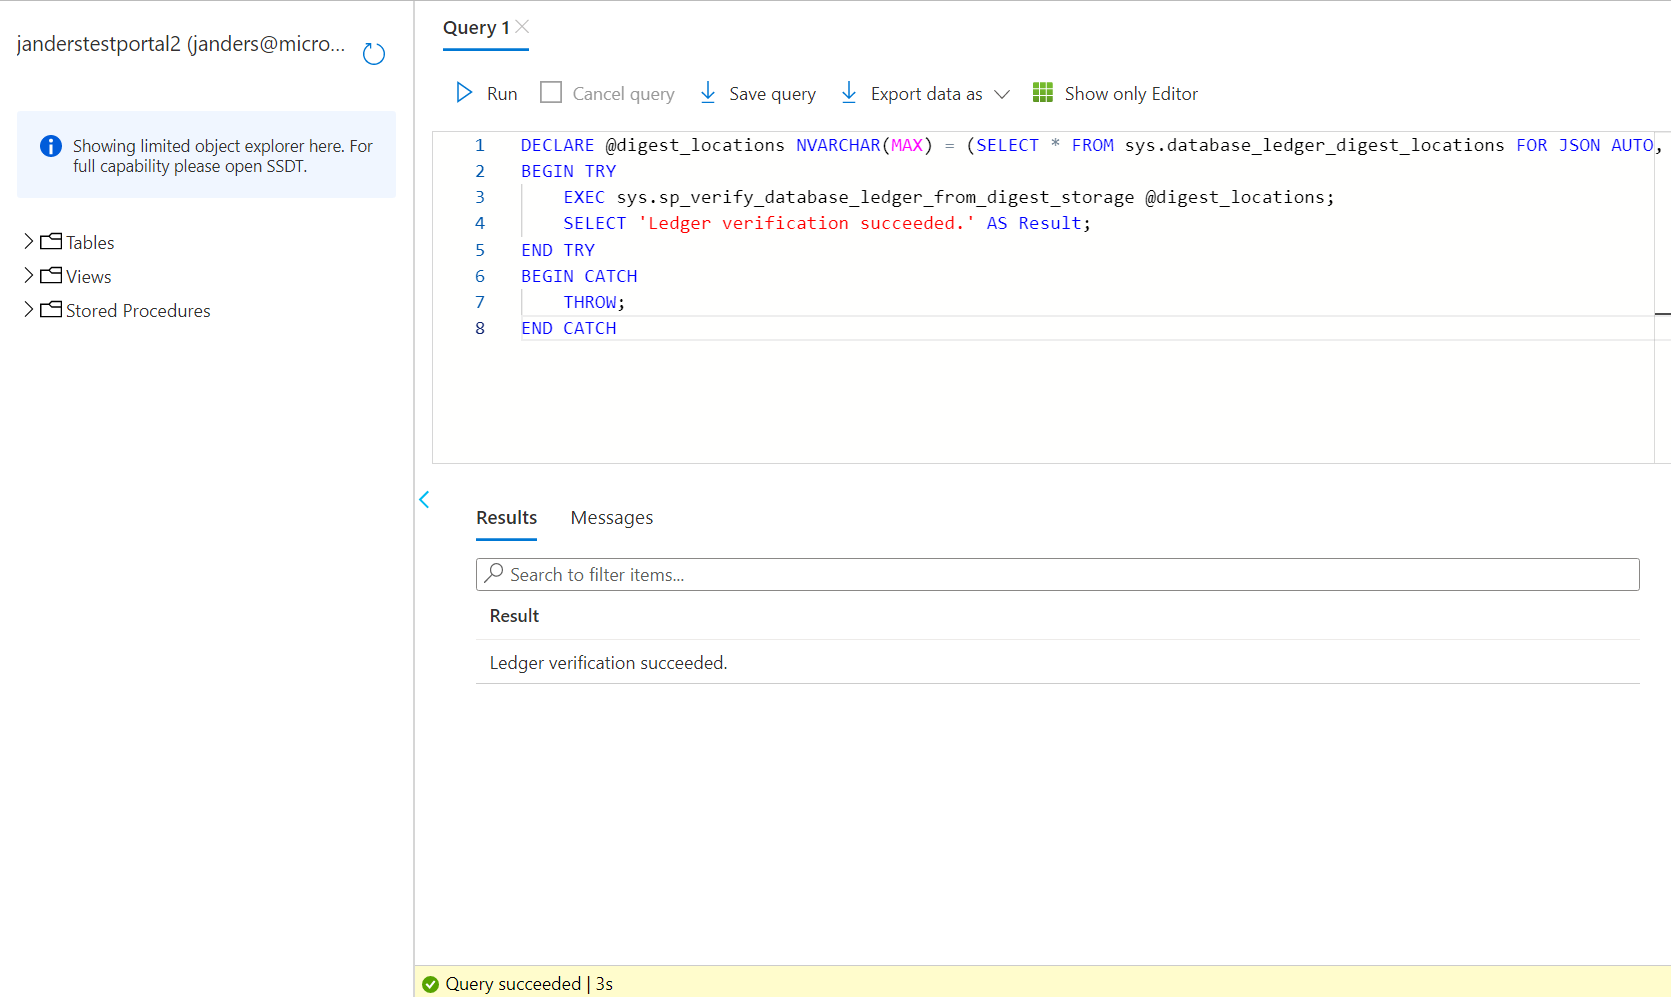 janderstestportal2 (janders@micro...
Showing limited object explorer here. For
full capability please open SSDT.
Tables
Views
Stored Procedures
Query 1
Run
Cancel query
Save query
Export data as
Show only Editor
1 DECLARE @digest_locations NVARCHAR(MAX) = (SELECT * FROM sys.database_ledger_digest_locations FOR JSON AUTO,
2 BEGIN TRY
3 EXEC sys.sp_verify_database_ledger_from_digest_storage @digest_locations;
4 SELECT 'Ledger verification succeeded.' AS Result;
5 END TRY
6 BEGIN CATCH
7 THROW;
8 END CATCH
Results
Messages
Search to filter items...
Result
Ledger verification succeeded.
Query succeeded | 3s